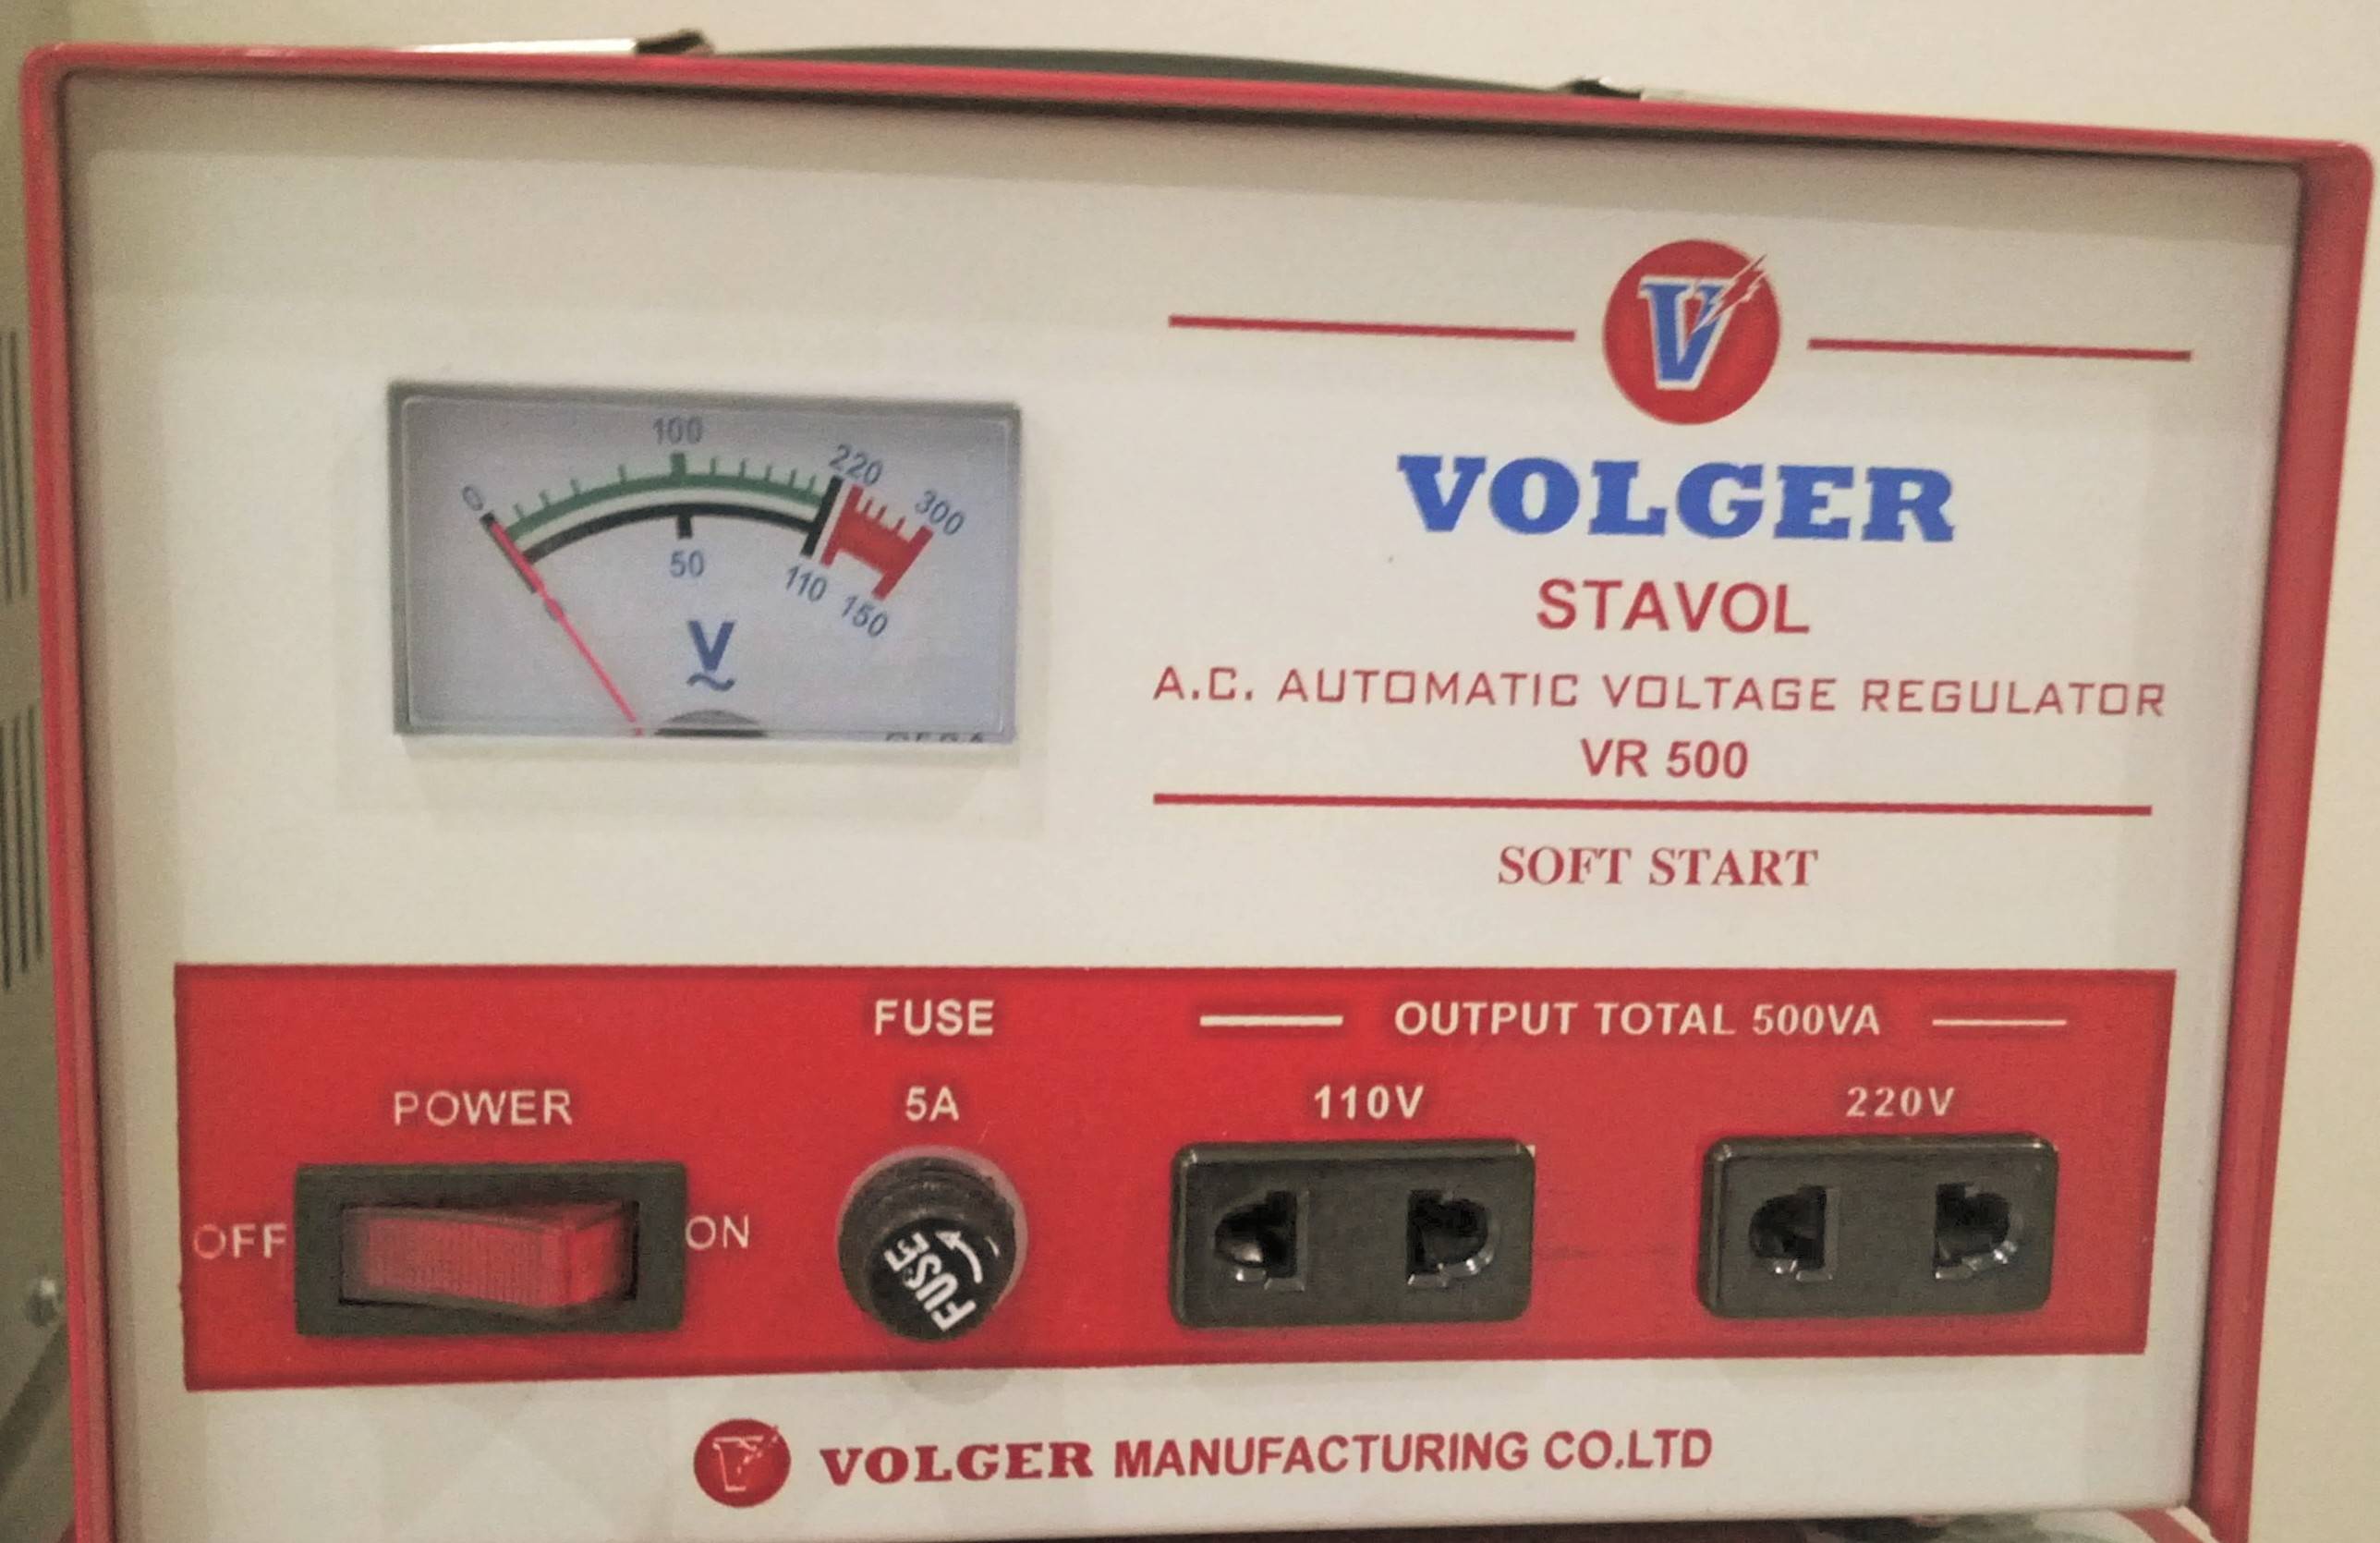 0
100
220
300
50
110
150
V
V
VOLGER
STAVOL
A.C. AUTOMATIC VOLTAGE REGULATOR
VR 500
SOFT START
FUSE
OUTPUT TOTAL 500VA
POWER
5A
110V
220V
OFF
ON
FUSE
VOLGER MANUFACTURING CO.LTD